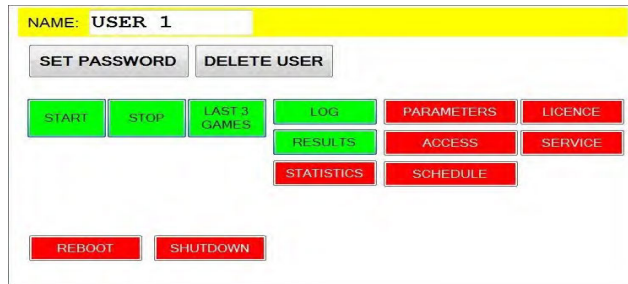 NAME: USER 1
SET PASSWORD DELETE USER
START STOP LAST 3 GAMES LOG PARAMETERS LICENCE
RESULTS ACCESS SERVICE
STATISTICS SCHEDULE
REBOOT SHUTDOWN